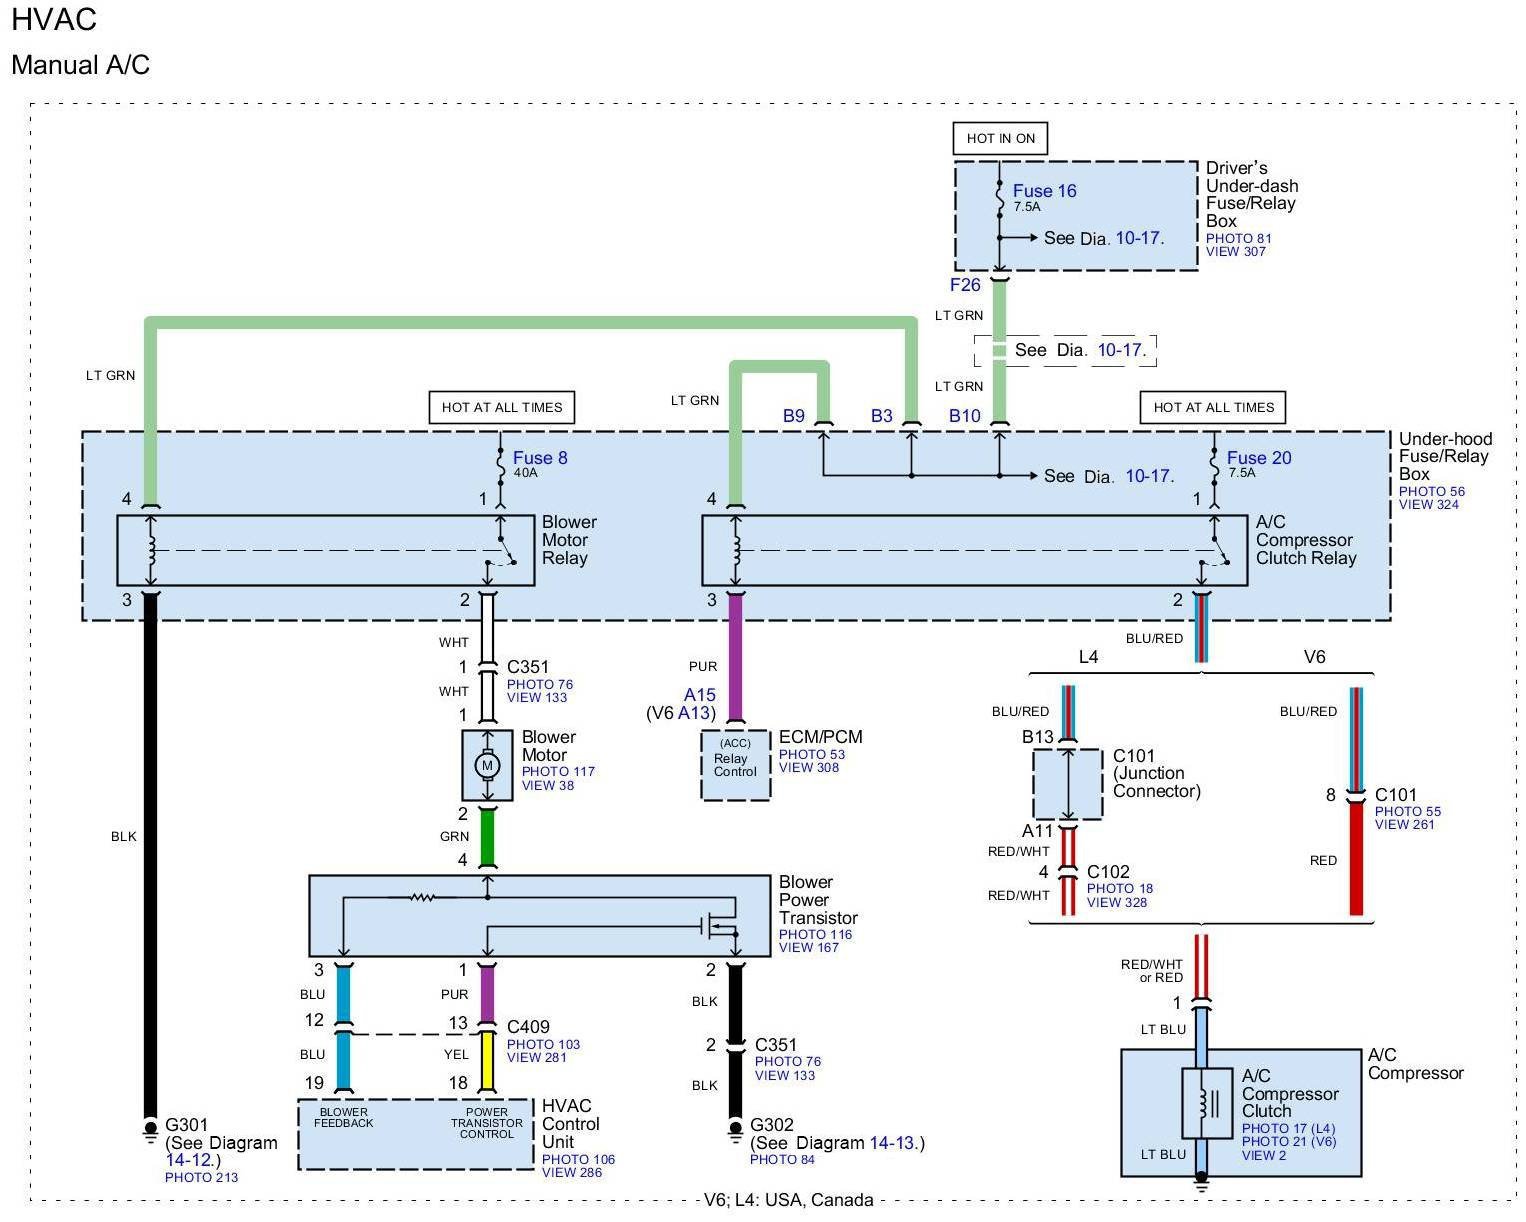 HVAC
Manual A/C
HOT IN ON
Fuse 16
7.5A
See Dia. 10-17.
Driver's
Under-dash
Fuse/Relay
Box
PHOTO 81
VIEW 307
F26
LT GRN
See Dia. 10-17.
LT GRN
LT GRN
LT GRN
HOT AT ALL TIMES
B9
B3
B10
HOT AT ALL TIMES
Fuse 8
40A
See Dia. 10-17.
Fuse 20
7.5A
Under-hood
Fuse/Relay
Box
PHOTO 56
VIEW 324
4
1
4
1
Blower
Motor
Relay
A/C
Compressor
Clutch Relay
3
2
3
2
WHT
1
C351
PHOTO 76
VIEW 133
WHT
1
Blower
Motor
PHOTO 117
VIEW 38
M
2
GRN
4
PUR
A15
(V6 A13)
(ACC)
Relay
Control
ECM/PCM
PHOTO 53
VIEW 308
BLU/RED
L4
V6
BLU/RED
B13
C101
(Junction
Connector)
A11
RED/WHT
4
C102
PHOTO 18
VIEW 328
RED/WHT
BLU/RED
8
C101
PHOTO 55
VIEW 261
RED
BLK
Blower
Power
Transistor
PHOTO 116
VIEW 167
3
1
2
BLU
PUR
BLK
12
13
C409
PHOTO 103
VIEW 281
2
C351
PHOTO 76
VIEW 133
BLU
YEL
BLK
19
18
BLOWER
FEEDBACK
POWER
TRANSISTOR
CONTROL
HVAC
Control
Unit
PHOTO 106
VIEW 286
G301
(See Diagram
14-12.)
PHOTO 213
G302
(See Diagram 14-13.)
PHOTO 84
RED/WHT
or RED
1
LT BLU
A/C
Compressor
A/C
Compressor
Clutch
PHOTO 17 (L4)
PHOTO 21 (V6)
VIEW 2
LT BLU
V6; L4: USA, Canada